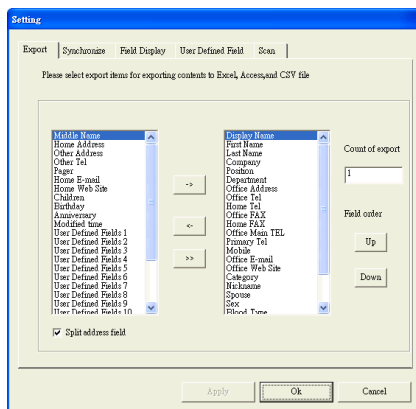 Setting
Export
Synchronize
Field Display
User Defined Field
Scan
Please select export items for exporting contents to Excel, Access,and CSV file
Middle Name
Home Address
Other Address
Other Tel
Pager
Home E-mail
Home Web Site
Children
Birthday
Anniversary
Modified time
User Defined Fields 1
User Defined Fields 2
User Defined Fields 3
User Defined Fields 4
User Defined Fields 5
User Defined Fields 6
User Defined Fields 7
User Defined Fields 8
User Defined Fields 9
User Defined Fields 10
->
<-
>>
Display Name
First Name
Last Name
Company
Position
Department
Office Address
Office Tel
Home Tel
Office FAX
Home FAX
Office Main TEL
Primary Tel
Mobile
Office E-mail
Office Web Site
Category
Nickname
Spouse
Sex
Blood Type
Count of export
1
Field order
Up
Down
Split address field
Apply
Ok
Cancel